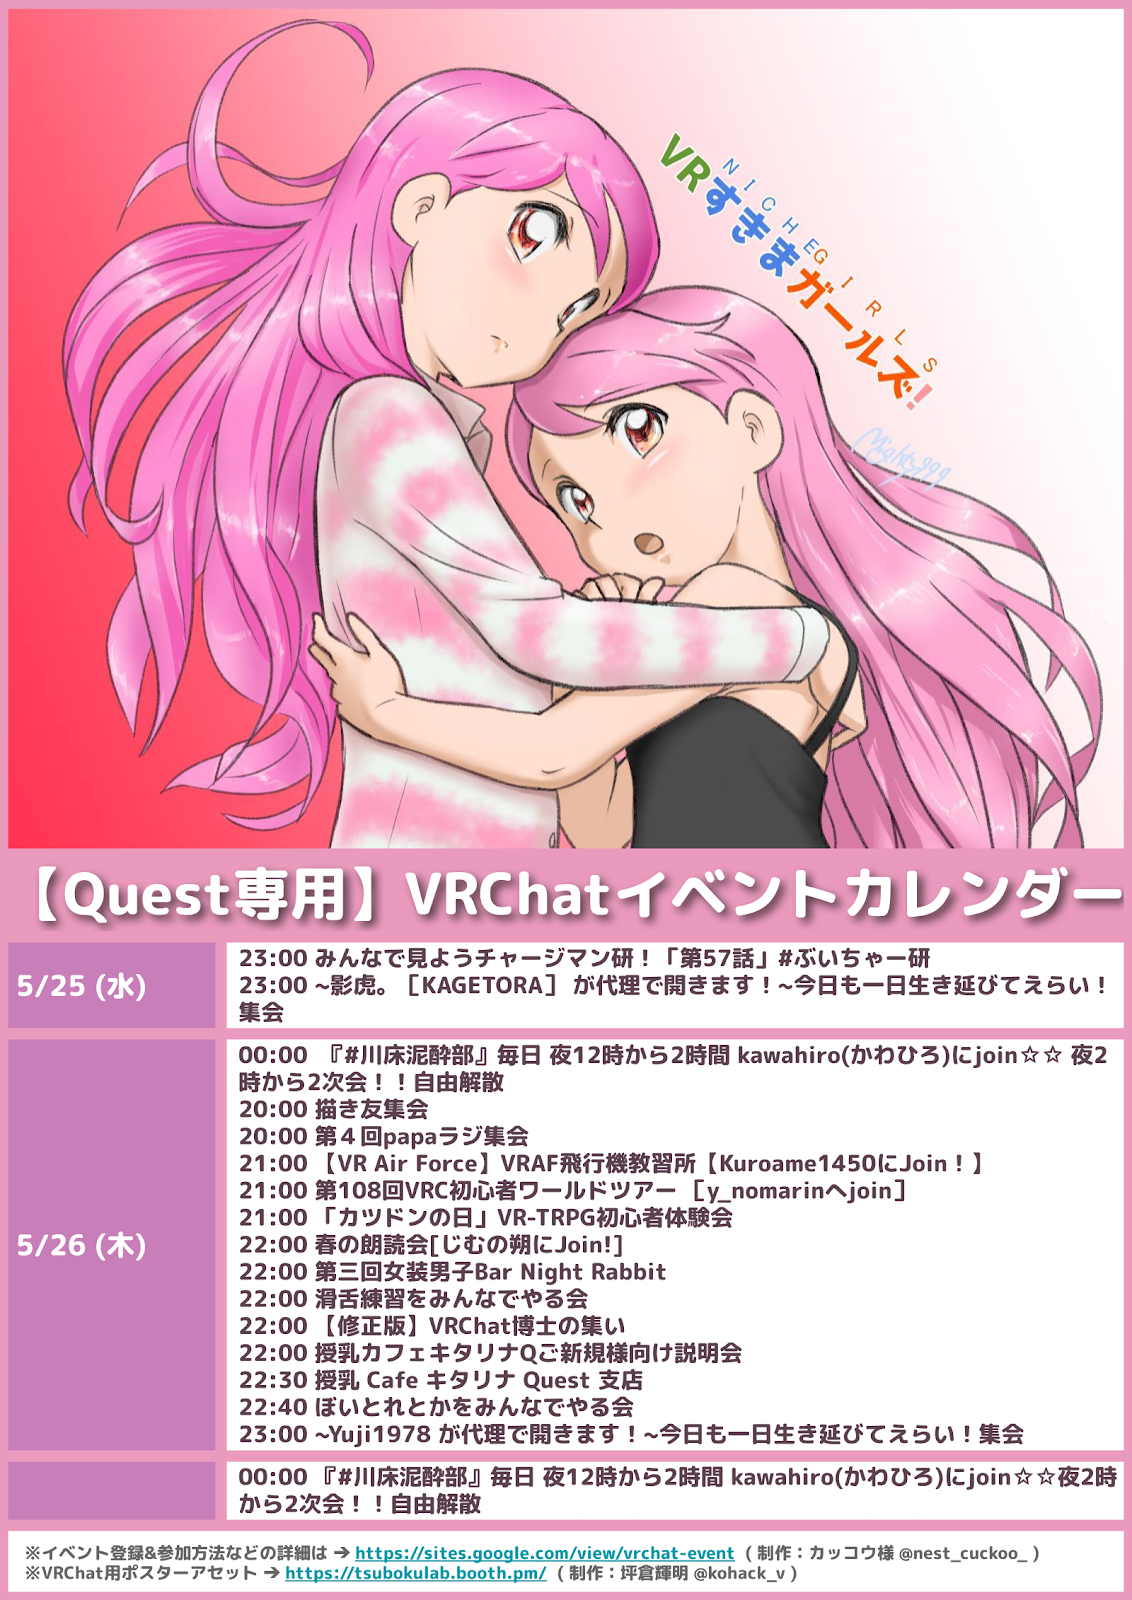 NICHE GIRLS
VRすきまガールズ!
Mighty999
【Quest専用】VRChatイベントカレンダー
5/25 (水)
23:00 みんなで見ようチャージマン研！「第57話」#ぶいちゃー研
23:00 ~影虎。［KAGETORA］ が代理で開きます！~今日も一日生き延びてえらい！
集会
5/26 (木)
00:00 『#川床泥酔部』毎日 夜12時から2時間 kawahiro(かわひろ)にjoin☆☆ 夜2
時から2次会！！自由解散
20:00 描き友集会
20:00 第４回papaラジ集会
21:00 【VR Air Force】VRAF飛行機教習所【Kuroame1450にJoin！】
21:00 第108回VRC初心者ワールドツアー ［y_nomarinへjoin］
21:00 「カツドンの日」VR-TRPG初心者体験会
22:00 春の朗読会[じむの朔にJoin!]
22:00 第三回女装男子Bar Night Rabbit
22:00 滑舌練習をみんなでやる会
22:00 【修正版】VRChat博士の集い
22:00 授乳カフェキタリナQご新規様向け説明会
22:30 授乳 Cafe キタリナ Quest 支店
22:40 ぼいとれとかをみんなでやる会
23:00 ~Yuji1978 が代理で開きます！~今日も一日生き延びてえらい！集会
00:00 『#川床泥酔部』毎日 夜12時から2時間 kawahiro(かわひろ)にjoin☆☆夜2時
から2次会！！自由解散
※イベント登録&参加方法などの詳細は → https://sites.google.com/view/vrchat-event ( 制作：カッコウ様 @nest_cuckoo_ )
※VRChat用ポスターアセット → https://tsubokulab.booth.pm/ ( 制作：坪倉輝明 @kohack_v )